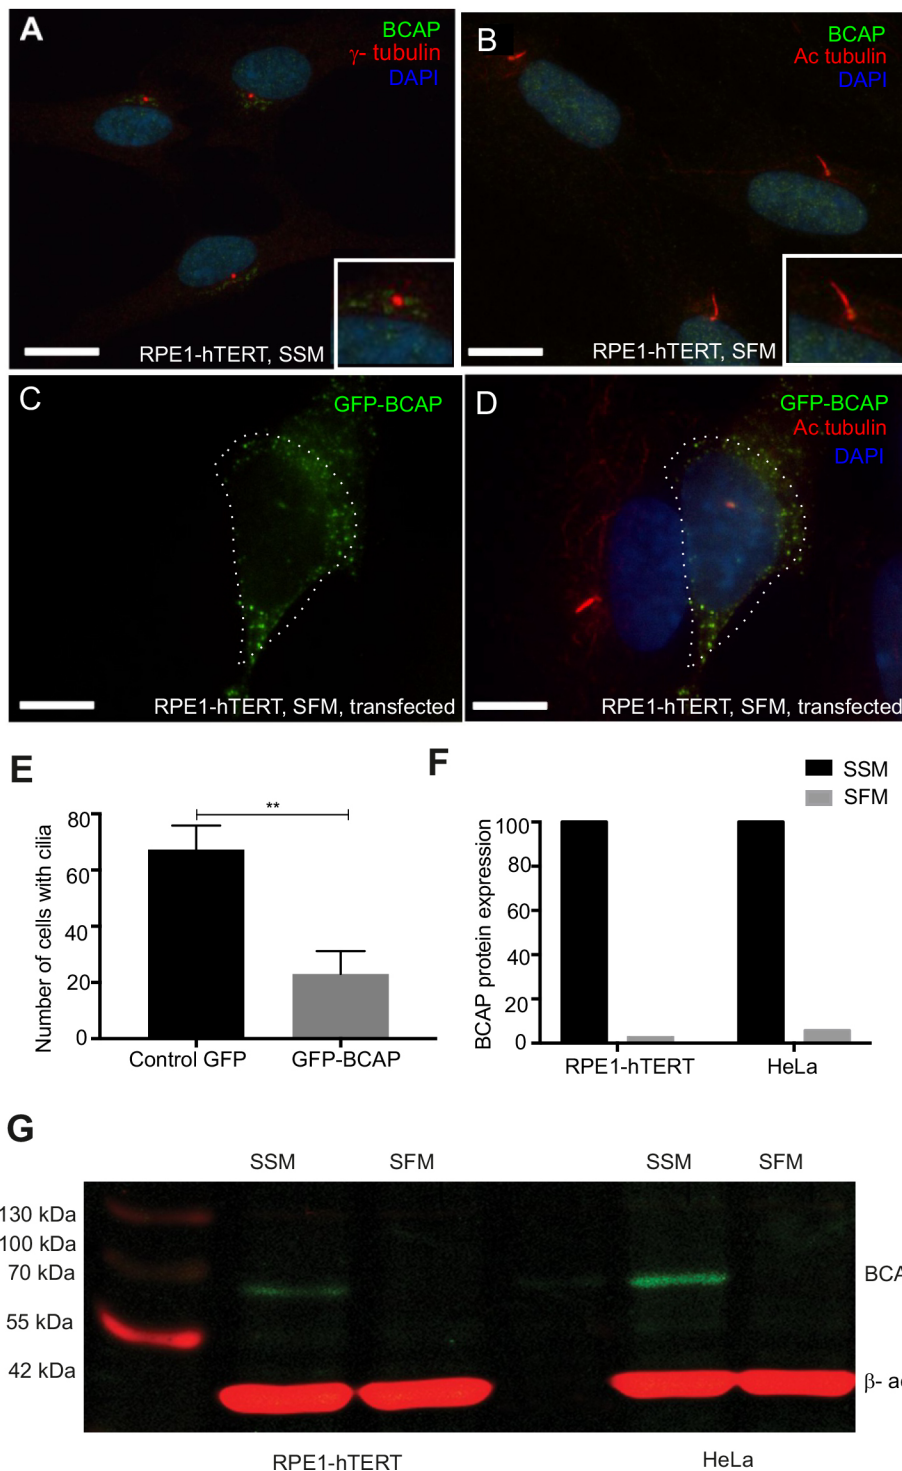 A
BCAP
γ- tubulin
DAPI
RPE1-hTERT, SSM
B
BCAP
Ac tubulin
DAPI
RPE1-hTERT, SFM
C
GFP-BCAP
RPE1-hTERT, SFM, transfected
D
GFP-BCAP
Ac.tubulin
DAPI
RPE1-hTERT, SFM, transfected
E
**
Number of cells with cilia
80
60
40
20
0
Control GFP
GFP-BCAP
F
SSM
SFM
BCAP protein expression
100
80
60
40
20
0
RPE1-hTERT
HeLa
G
SSM SFM SSM SFM
130 kDa
100 kDa
70 kDa
55 kDa
42 kDa
BCA
β- a
RPE1-hTERT
HeLa